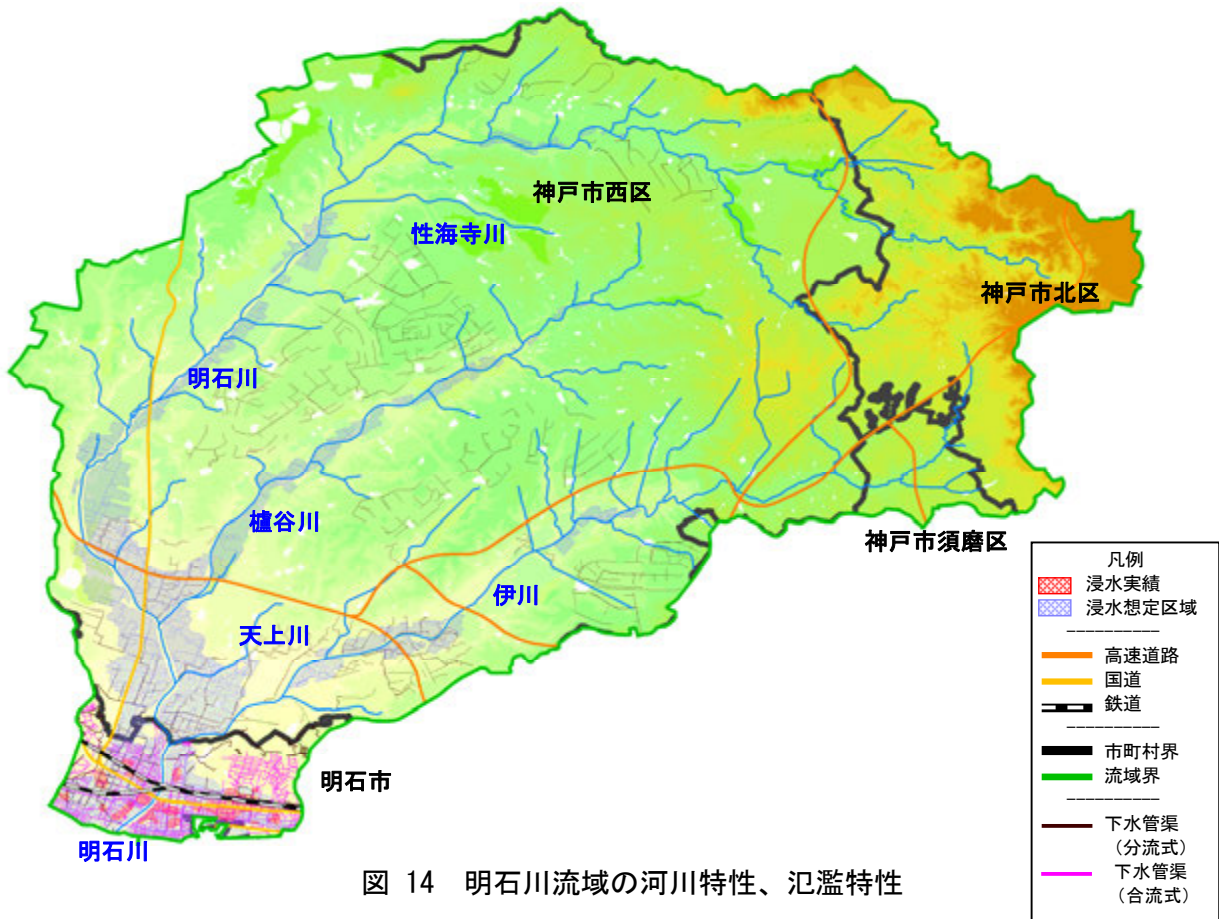 神戸市西区
性海寺川
神戸市北区
明石川
櫨谷川
神戸市須磨区
伊川
天上川
明石市
明石川
凡例
浸水実績
浸水想定区域
高速道路
国道
鉄道
市町村界
流域界
下水管渠
(分流式)
下水管渠
(合流式)
図 14 明石川流域の河川特性、氾濫特性